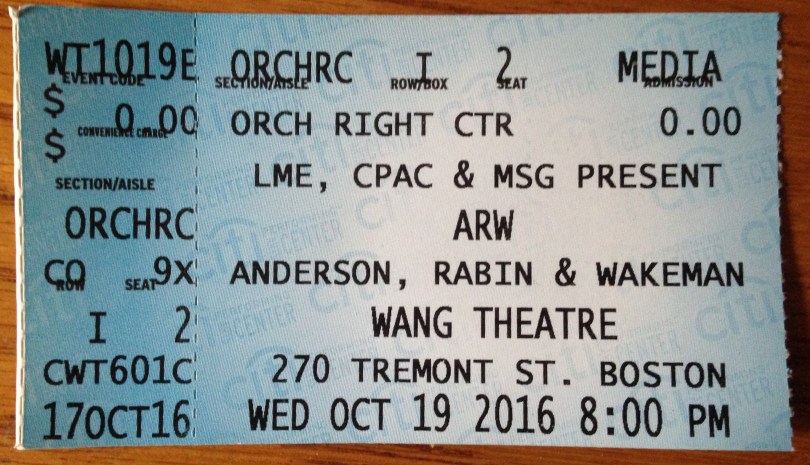 WT1019E ORCHRC I 2 MEDIA
EVENT CODE SECTION/AISLE ROW/BOX SEAT ADMISSION
$ 0.00 ORCH RIGHT CTR 0.00
$ CONVENIENCE CHARGE
LME, CPAC & MSG PRESENT
SECTION/AISLE
ORCHRC ARW
CO 9X ANDERSON, RABIN & WAKEMAN
ROW SEAT
I 2 WANG THEATRE
CWT601C 270 TREMONT ST. BOSTON
17OCT16 WED OCT 19 2016 8:00 PM
citi
CENTER